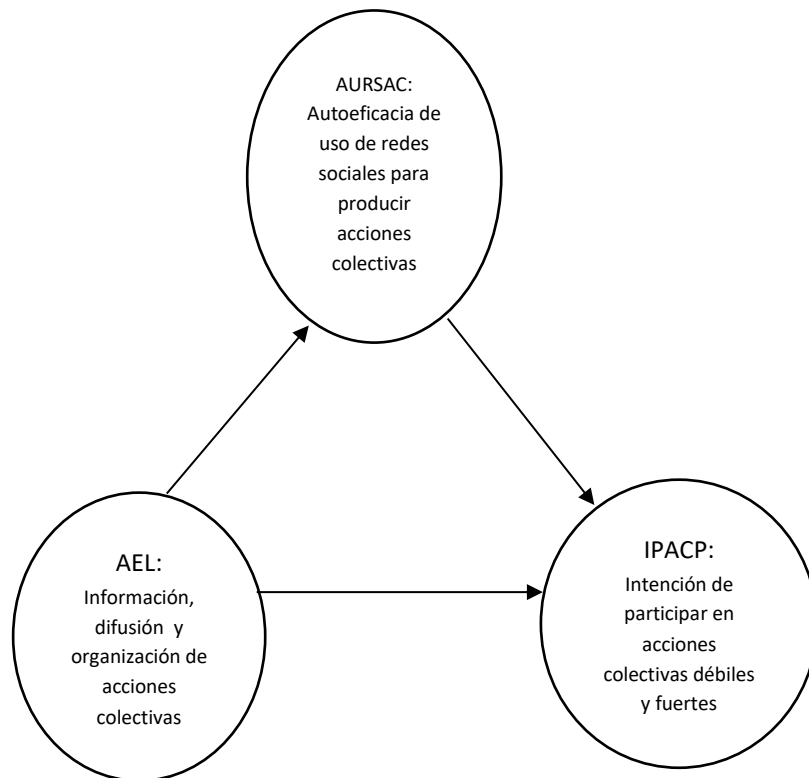 AURSAC:
Autoeficacia de
uso de redes
sociales para
producir
acciones
colectivas
AEL:
Información,
difusión y
organización de
acciones
colectivas
IPACP:
Intención de
participar en
acciones
colectivas débiles
y fuertes